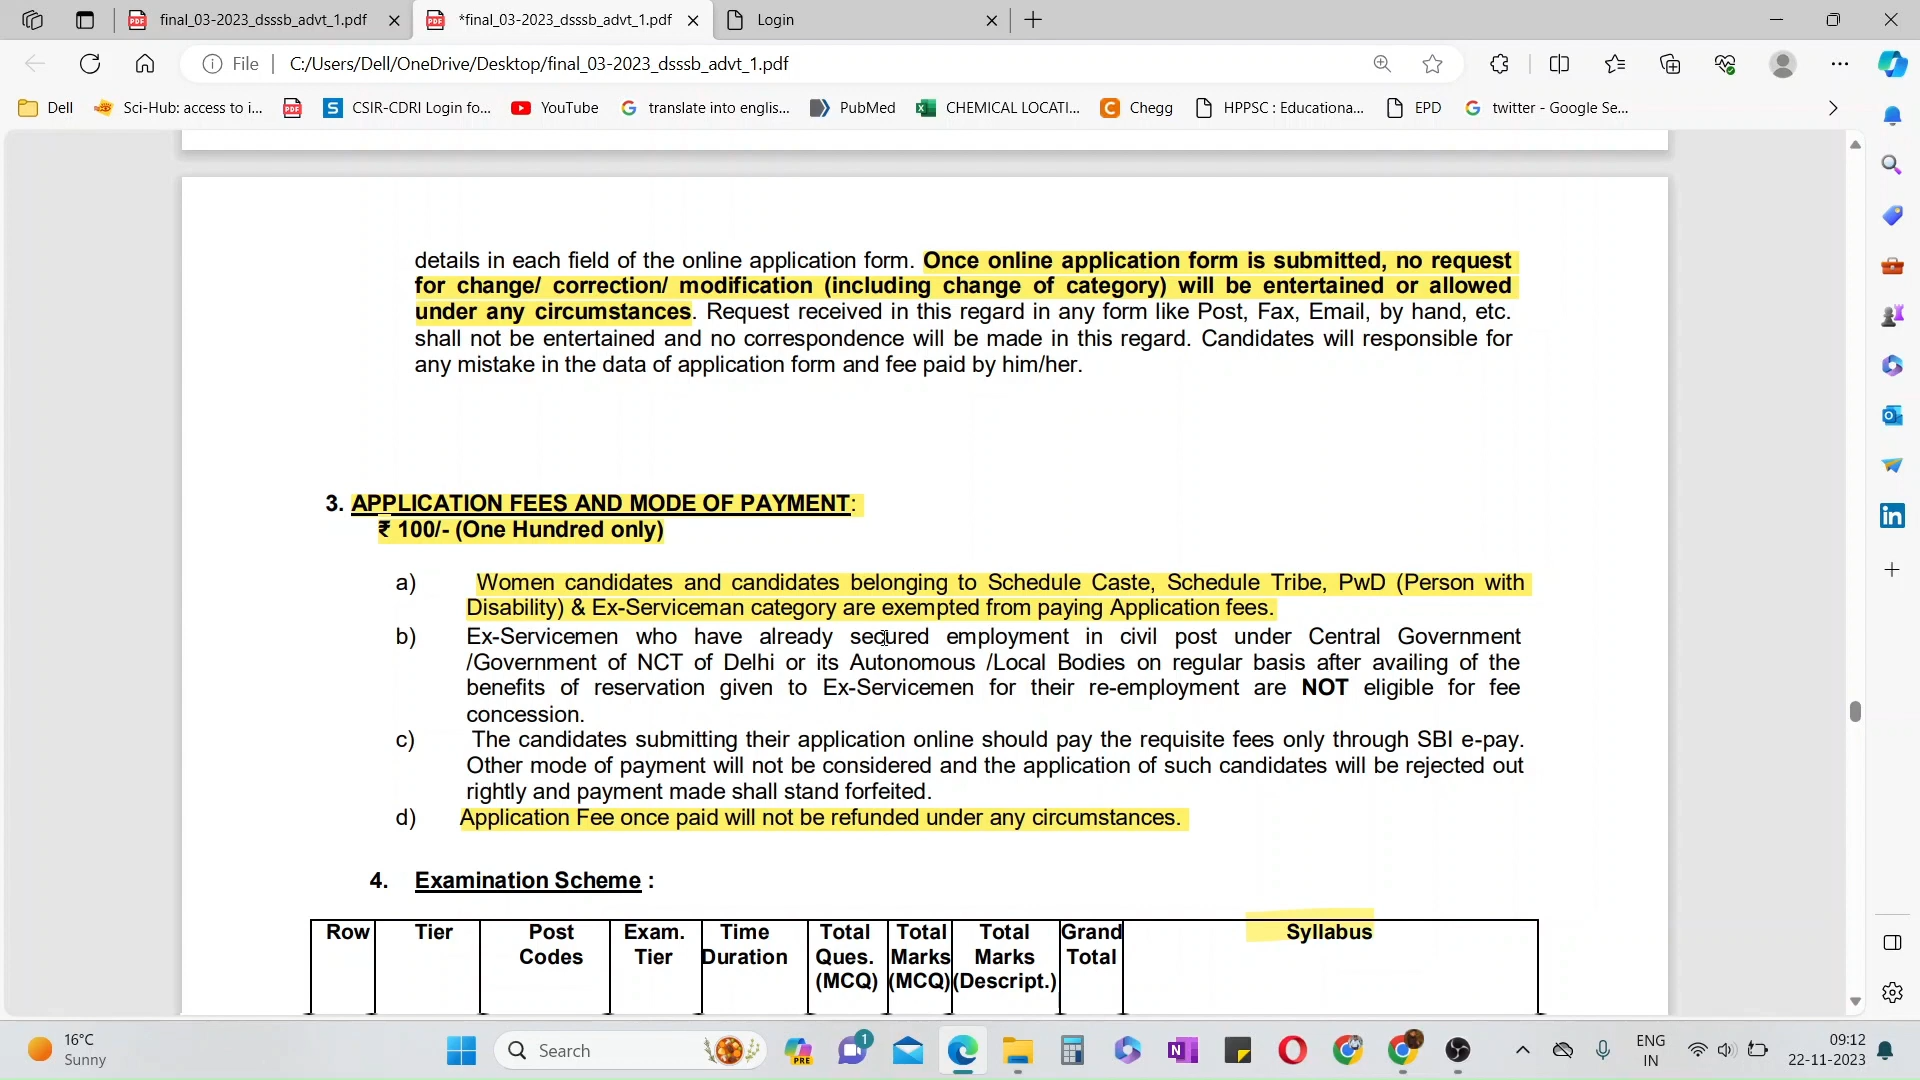 final_03-2023_dsssb_advt_1.pdf
*final_03-2023_dsssb_advt_1.pdf
Login
File
C:/Users/Dell/OneDrive/Desktop/final_03-2023_dsssb_advt_1.pdf
Dell
Sci-Hub: access to i...
CSIR-CDRI Login fo...
YouTube
translate into englis...
PubMed
CHEMICAL LOCATI...
Chegg
HPPSC : Educationa...
EPD
twitter - Google Se...
details in each field of the online application form. Once online application form is submitted, no request
for change/ correction/ modification (including change of category) will be entertained or allowed
under any circumstances. Request received in this regard in any form like Post, Fax, Email, by hand, etc.
shall not be entertained and no correspondence will be made in this regard. Candidates will responsible for
any mistake in the data of application form and fee paid by him/her.
3. APPLICATION FEES AND MODE OF PAYMENT:
₹ 100/- (One Hundred only)
a) Women candidates and candidates belonging to Schedule Caste, Schedule Tribe, PwD (Person with
Disability) & Ex-Serviceman category are exempted from paying Application fees.
b) Ex-Servicemen who have already secured employment in civil post under Central Government
/Government of NCT of Delhi or its Autonomous /Local Bodies on regular basis after availing of the
benefits of reservation given to Ex-Servicemen for their re-employment are NOT eligible for fee
concession.
c) The candidates submitting their application online should pay the requisite fees only through SBI e-pay.
Other mode of payment will not be considered and the application of such candidates will be rejected out
rightly and payment made shall stand forfeited.
d) Application Fee once paid will not be refunded under any circumstances.
4. Examination Scheme :
Row
Tier
Post
Codes
Exam.
Tier
Time
Duration
Total
Ques.
(MCQ)
Total
Marks
(MCQ)
Total
Marks
(Descript.)
Grand
Total
Syllabus
16°C
Sunny
Search
PRE
1
ENG
IN
09:12
22-11-2023